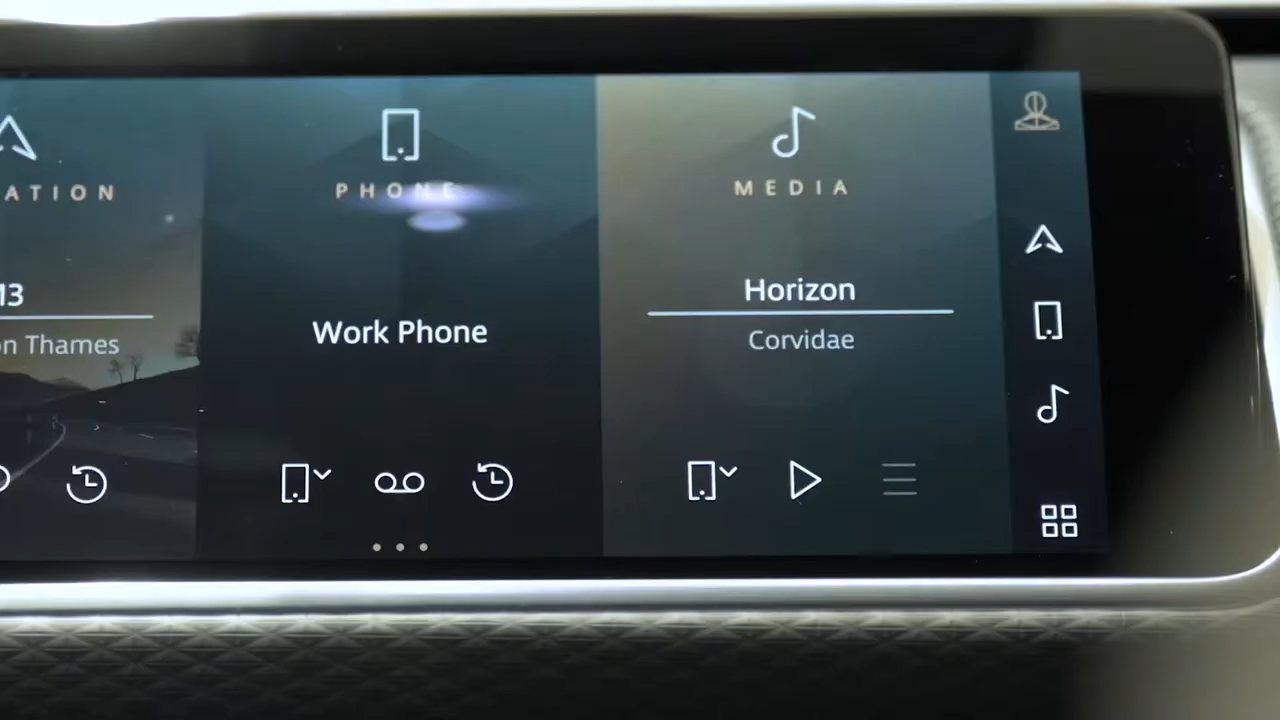 ATION
13
on Thames
PHONE
Work Phone
MEDIA
Horizon
Corvidae